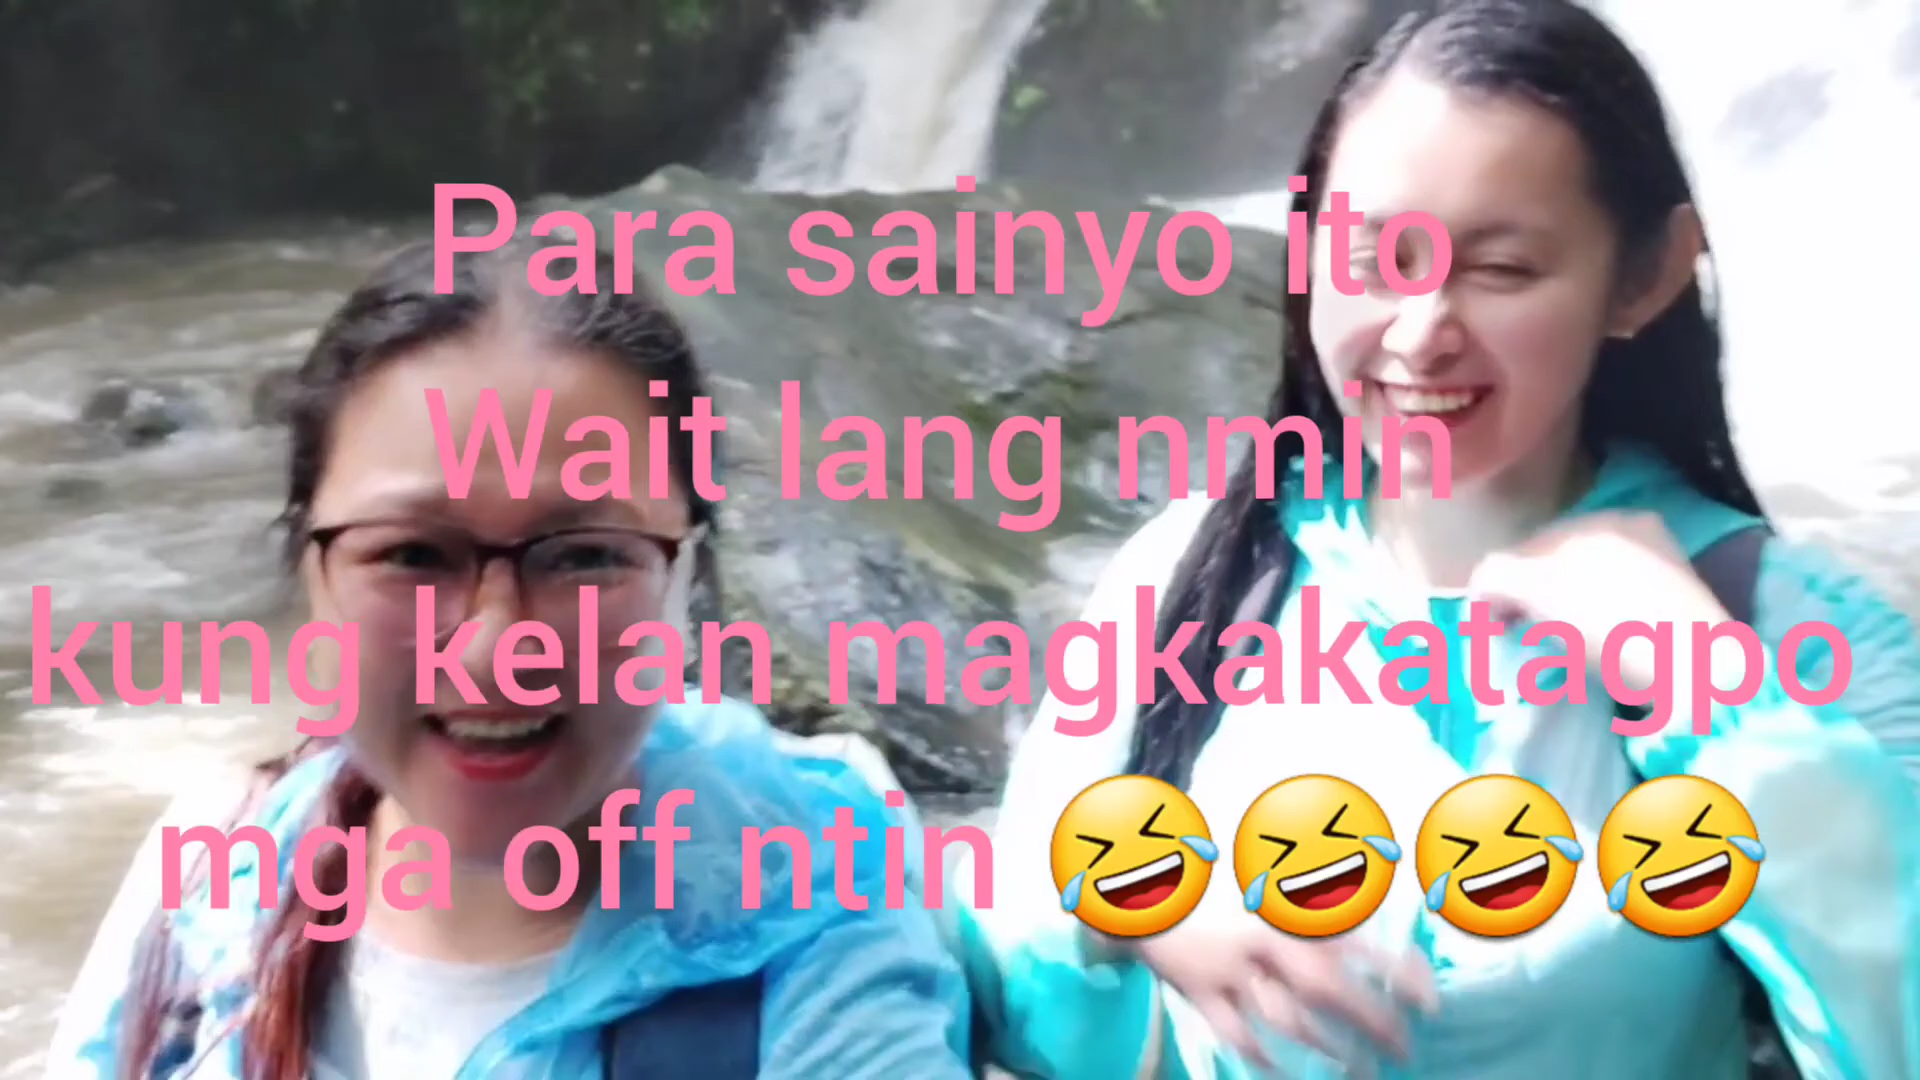 Para sainyo ito
Wait lang nmin
kung kelan magkakatagpo
mga off ntin 🤣🤣🤣🤣